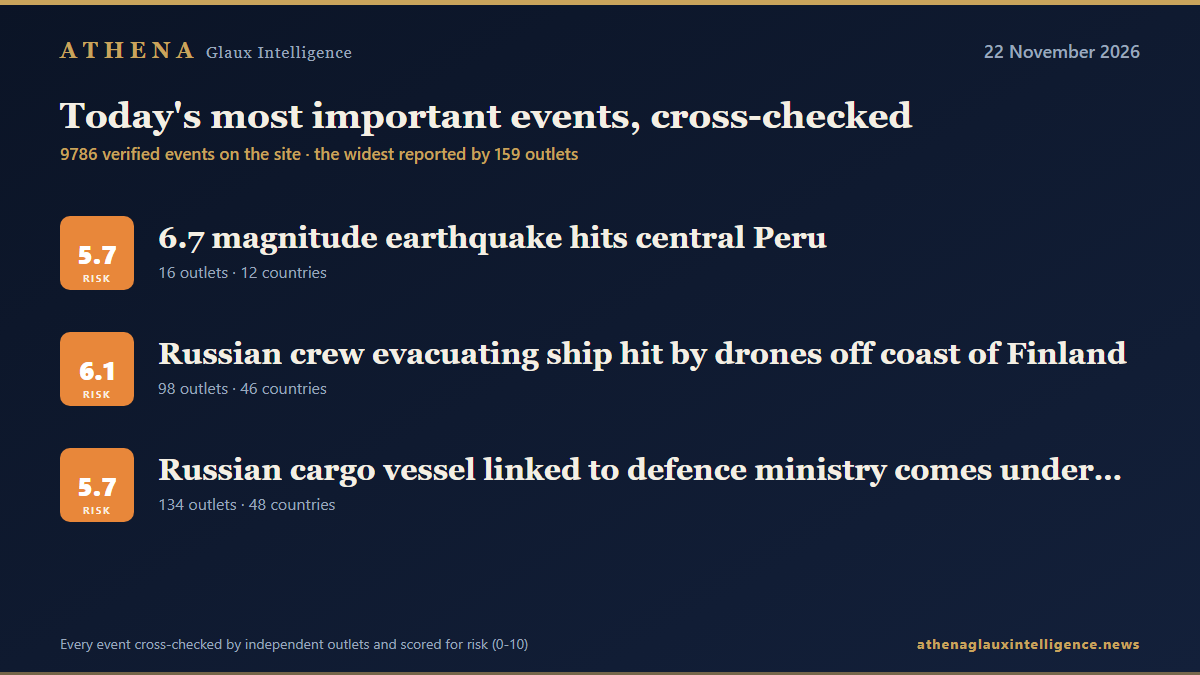 ATHENA Glaux Intelligence
22 November 2026
Today's most important events, cross-checked
9786 verified events on the site · the widest reported by 159 outlets
5.7
RISK
6.7 magnitude earthquake hits central Peru
16 outlets · 12 countries
6.1
RISK
Russian crew evacuating ship hit by drones off coast of Finland
98 outlets · 46 countries
5.7
RISK
Russian cargo vessel linked to defence ministry comes under...
134 outlets · 48 countries
Every event cross-checked by independent outlets and scored for risk (0-10)
athenaglauxintelligence.news